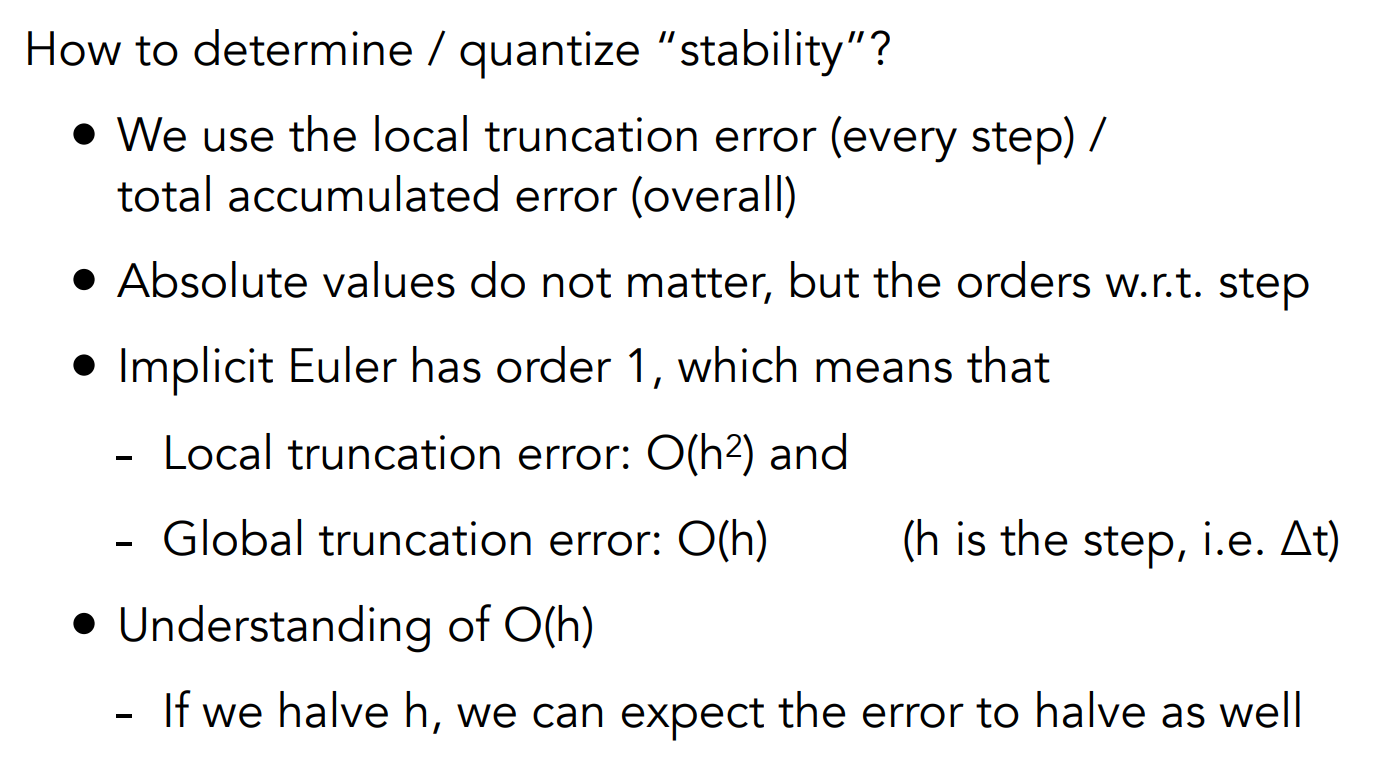 How to determine / quantize “stability”?
• We use the local truncation error (every step) /
total accumulated error (overall)
• Absolute values do not matter, but the orders w.r.t. step
• Implicit Euler has order 1, which means that
- Local truncation error: O(h²) and
- Global truncation error: O(h) (h is the step, i.e. Δt)
• Understanding of O(h)
- If we halve h, we can expect the error to halve as well